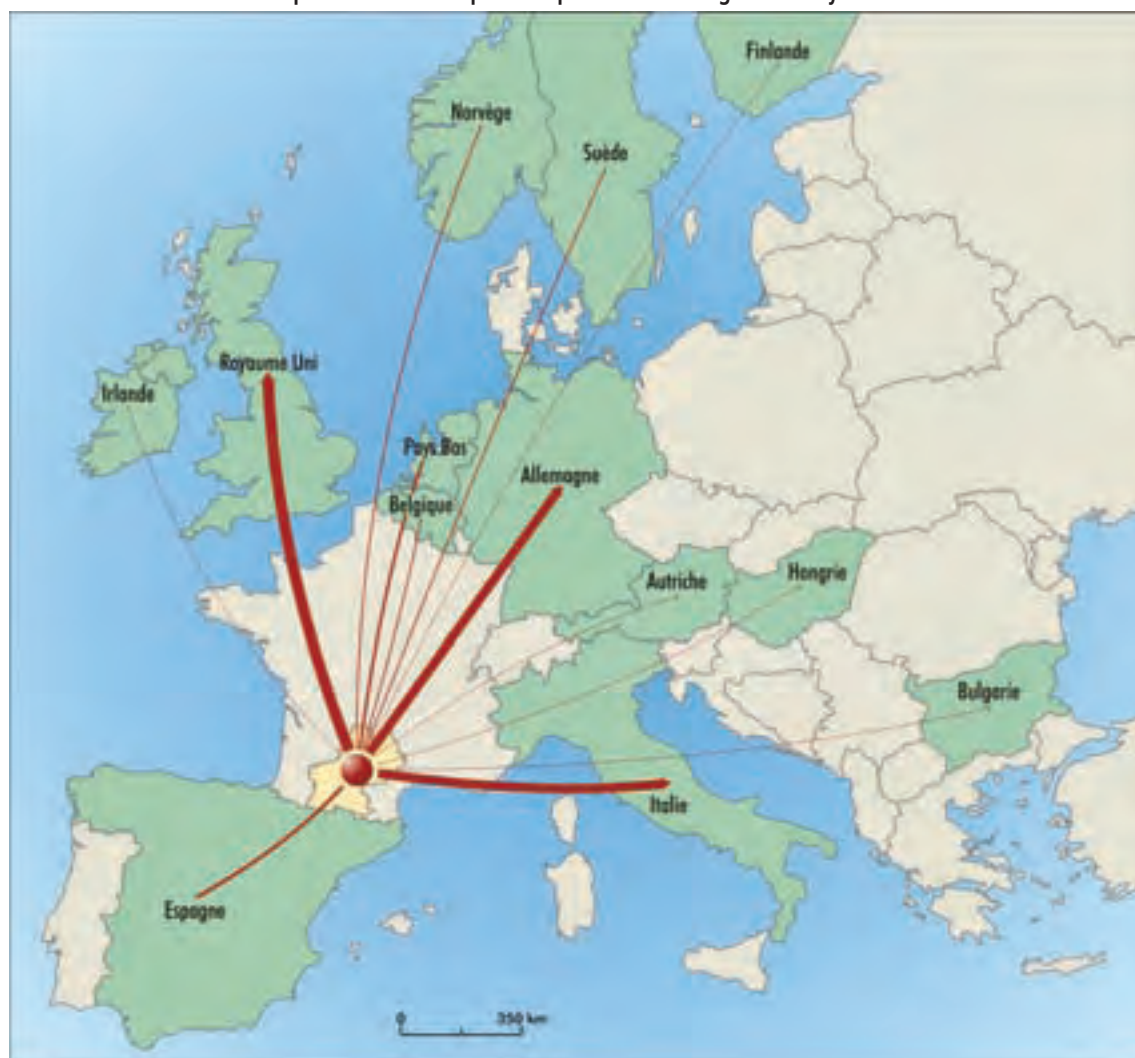 Finlande
Norvège
Suède
Royaume Uni
Irlande
Pays Bas
Allemagne
Belgique
Autriche
Hongrie
Bulgarie
Italie
Espagne
0 350 km